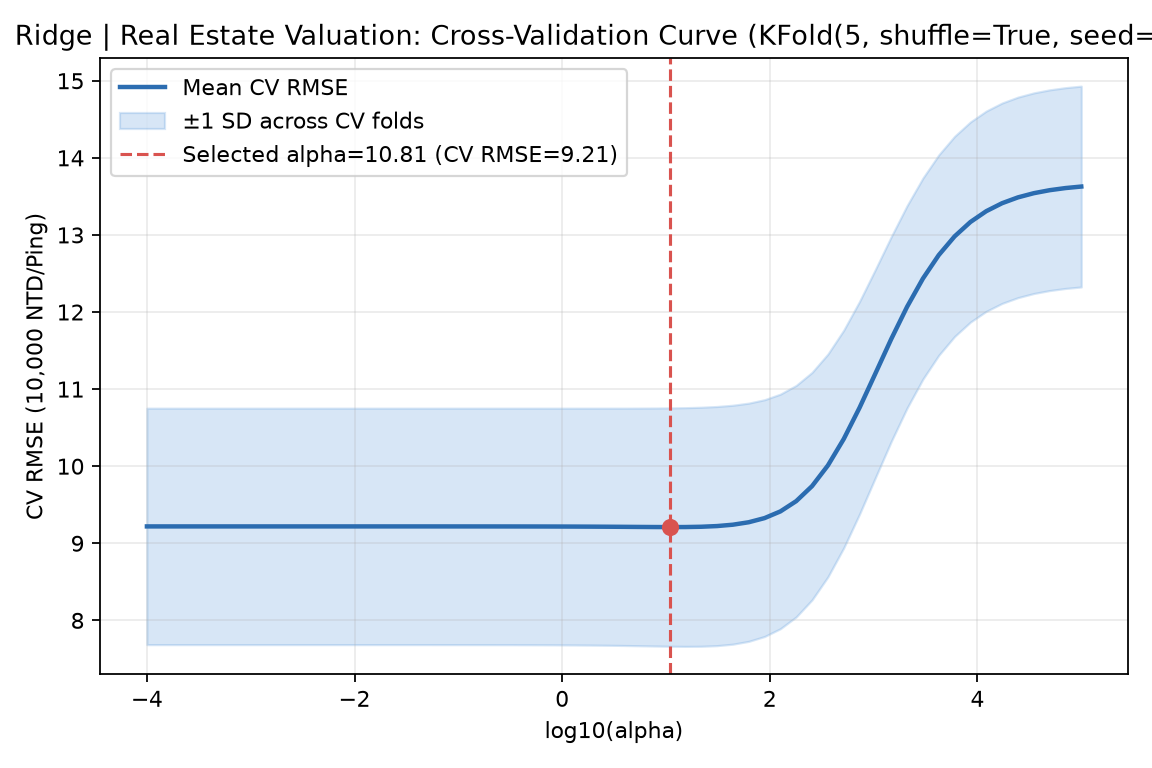 Ridge | Real Estate Valuation: Cross-Validation Curve (KFold(5, shuffle=True, seed=
Mean CV RMSE
±1 SD across CV folds
Selected alpha=10.81 (CV RMSE=9.21)
CV RMSE (10,000 NTD/Ping)
15
14
13
12
11
10
9
8
−4
−2
0
2
4
log10(alpha)